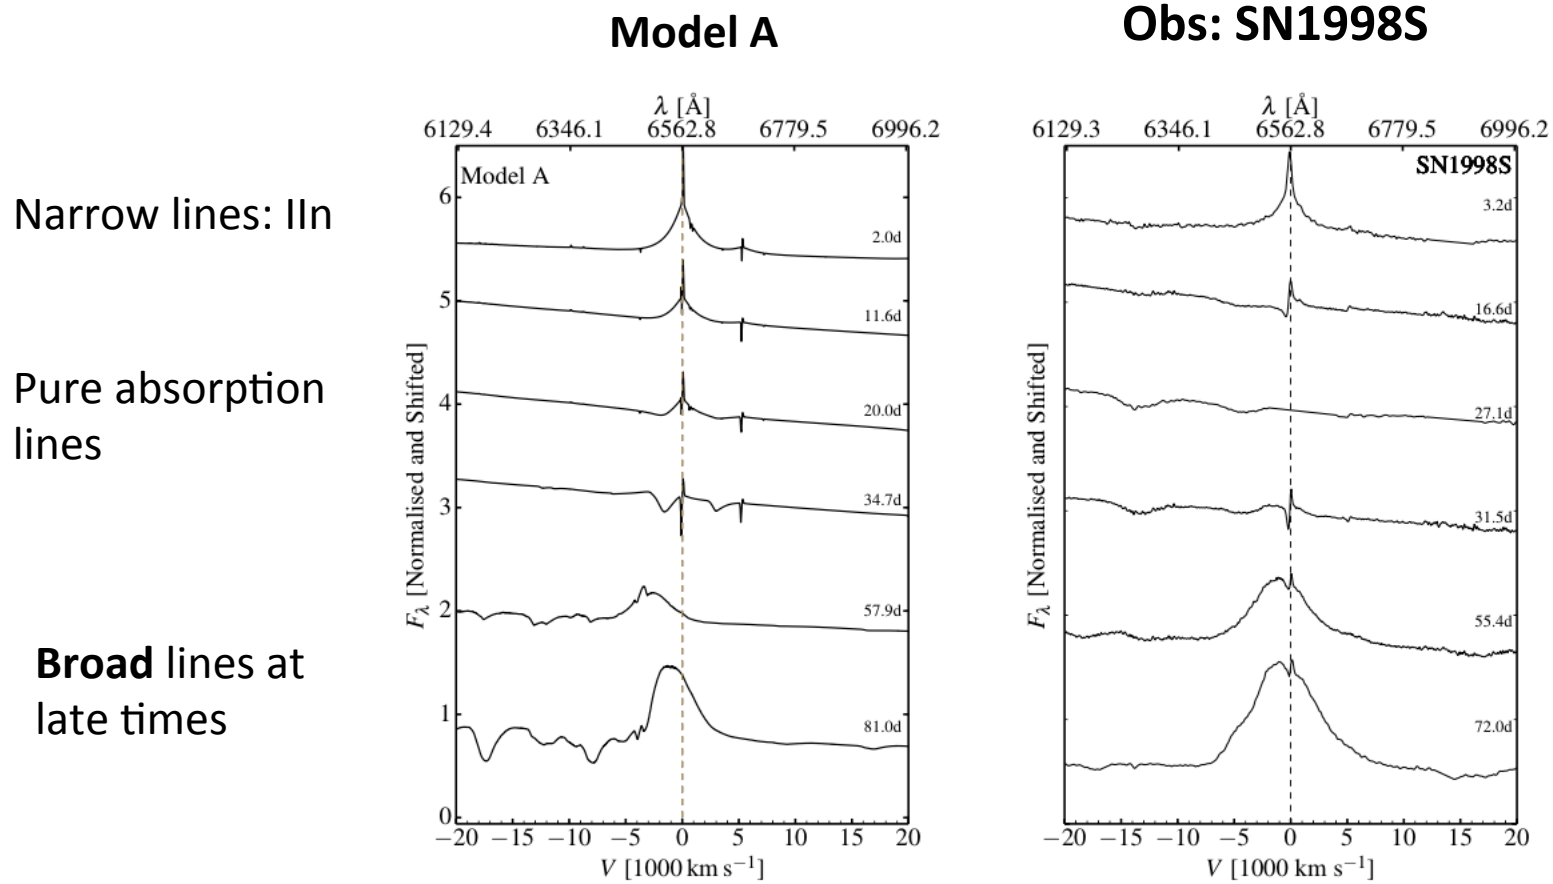 Model A
Obs: SN1998S
Narrow lines: IIn
Pure absorption
lines
Broad lines at
late times
λ [Å]
6129.4 6346.1 6562.8 6779.5 6996.2
Model A
6
5
4
3
2
1
0
2.0d
11.6d
20.0d
34.7d
57.9d
81.0d
Fλ [Normalised and Shifted]
−20 −15 −10 −5 0 5 10 15 20
V [1000 km s−1]
λ [Å]
6129.3 6346.1 6562.8 6779.5 6996.2
SN1998S
3.2d
16.6d
27.1d
31.5d
55.4d
72.0d
Fλ [Normalised and Shifted]
−20 −15 −10 −5 0 5 10 15 20
V [1000 km s−1]